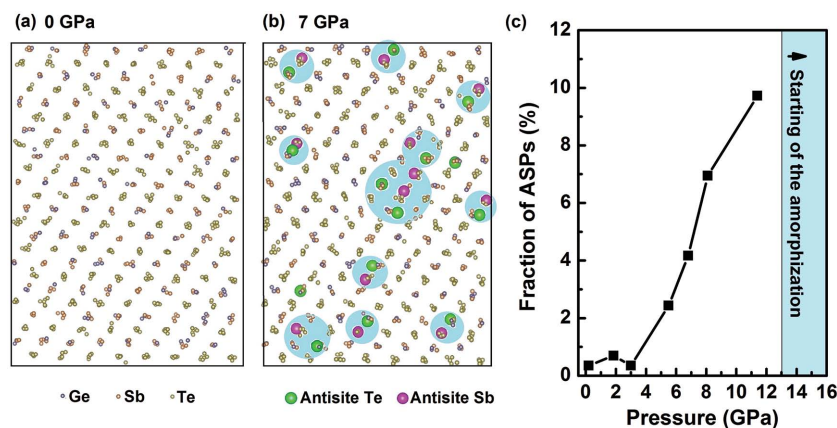 (a) 0 GPa
(b) 7 GPa
(c)
Ge Sb Te
Antisite Te Antisite Sb
Fraction of ASPs (%)
12
10
8
6
4
2
0
Starting of the amorphization
0 2 4 6 8 10 12 14 16
Pressure (GPa)